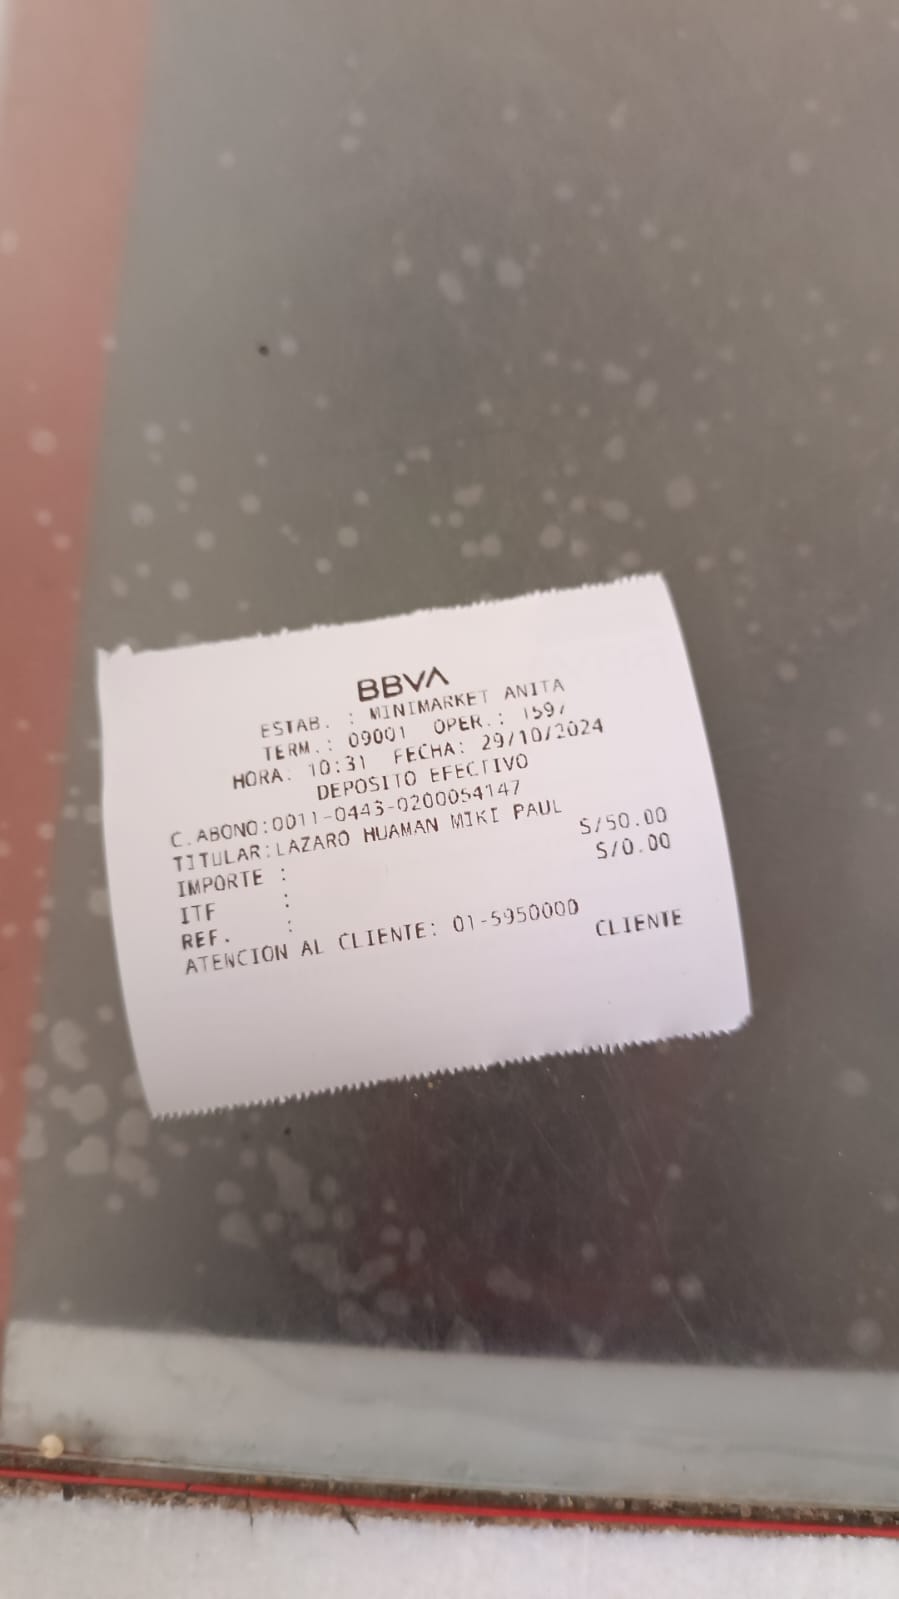 BBVA
ESTAB. : MINIMARKET ANITA
TERM.: 09001 OPER.:
HORA: 10:31 FECHA: 29/10/2024
DEPOSITO EFECTIVO
C.ABONO:0011-0443-0200054147
TITULAR:LAZARO HUAMAN MIKI PAUL
IMPORTE : S/50.00
ITF : S/0.00
REF. :
ATENCION AL CLIENTE: 01-5950000
CLIENTE